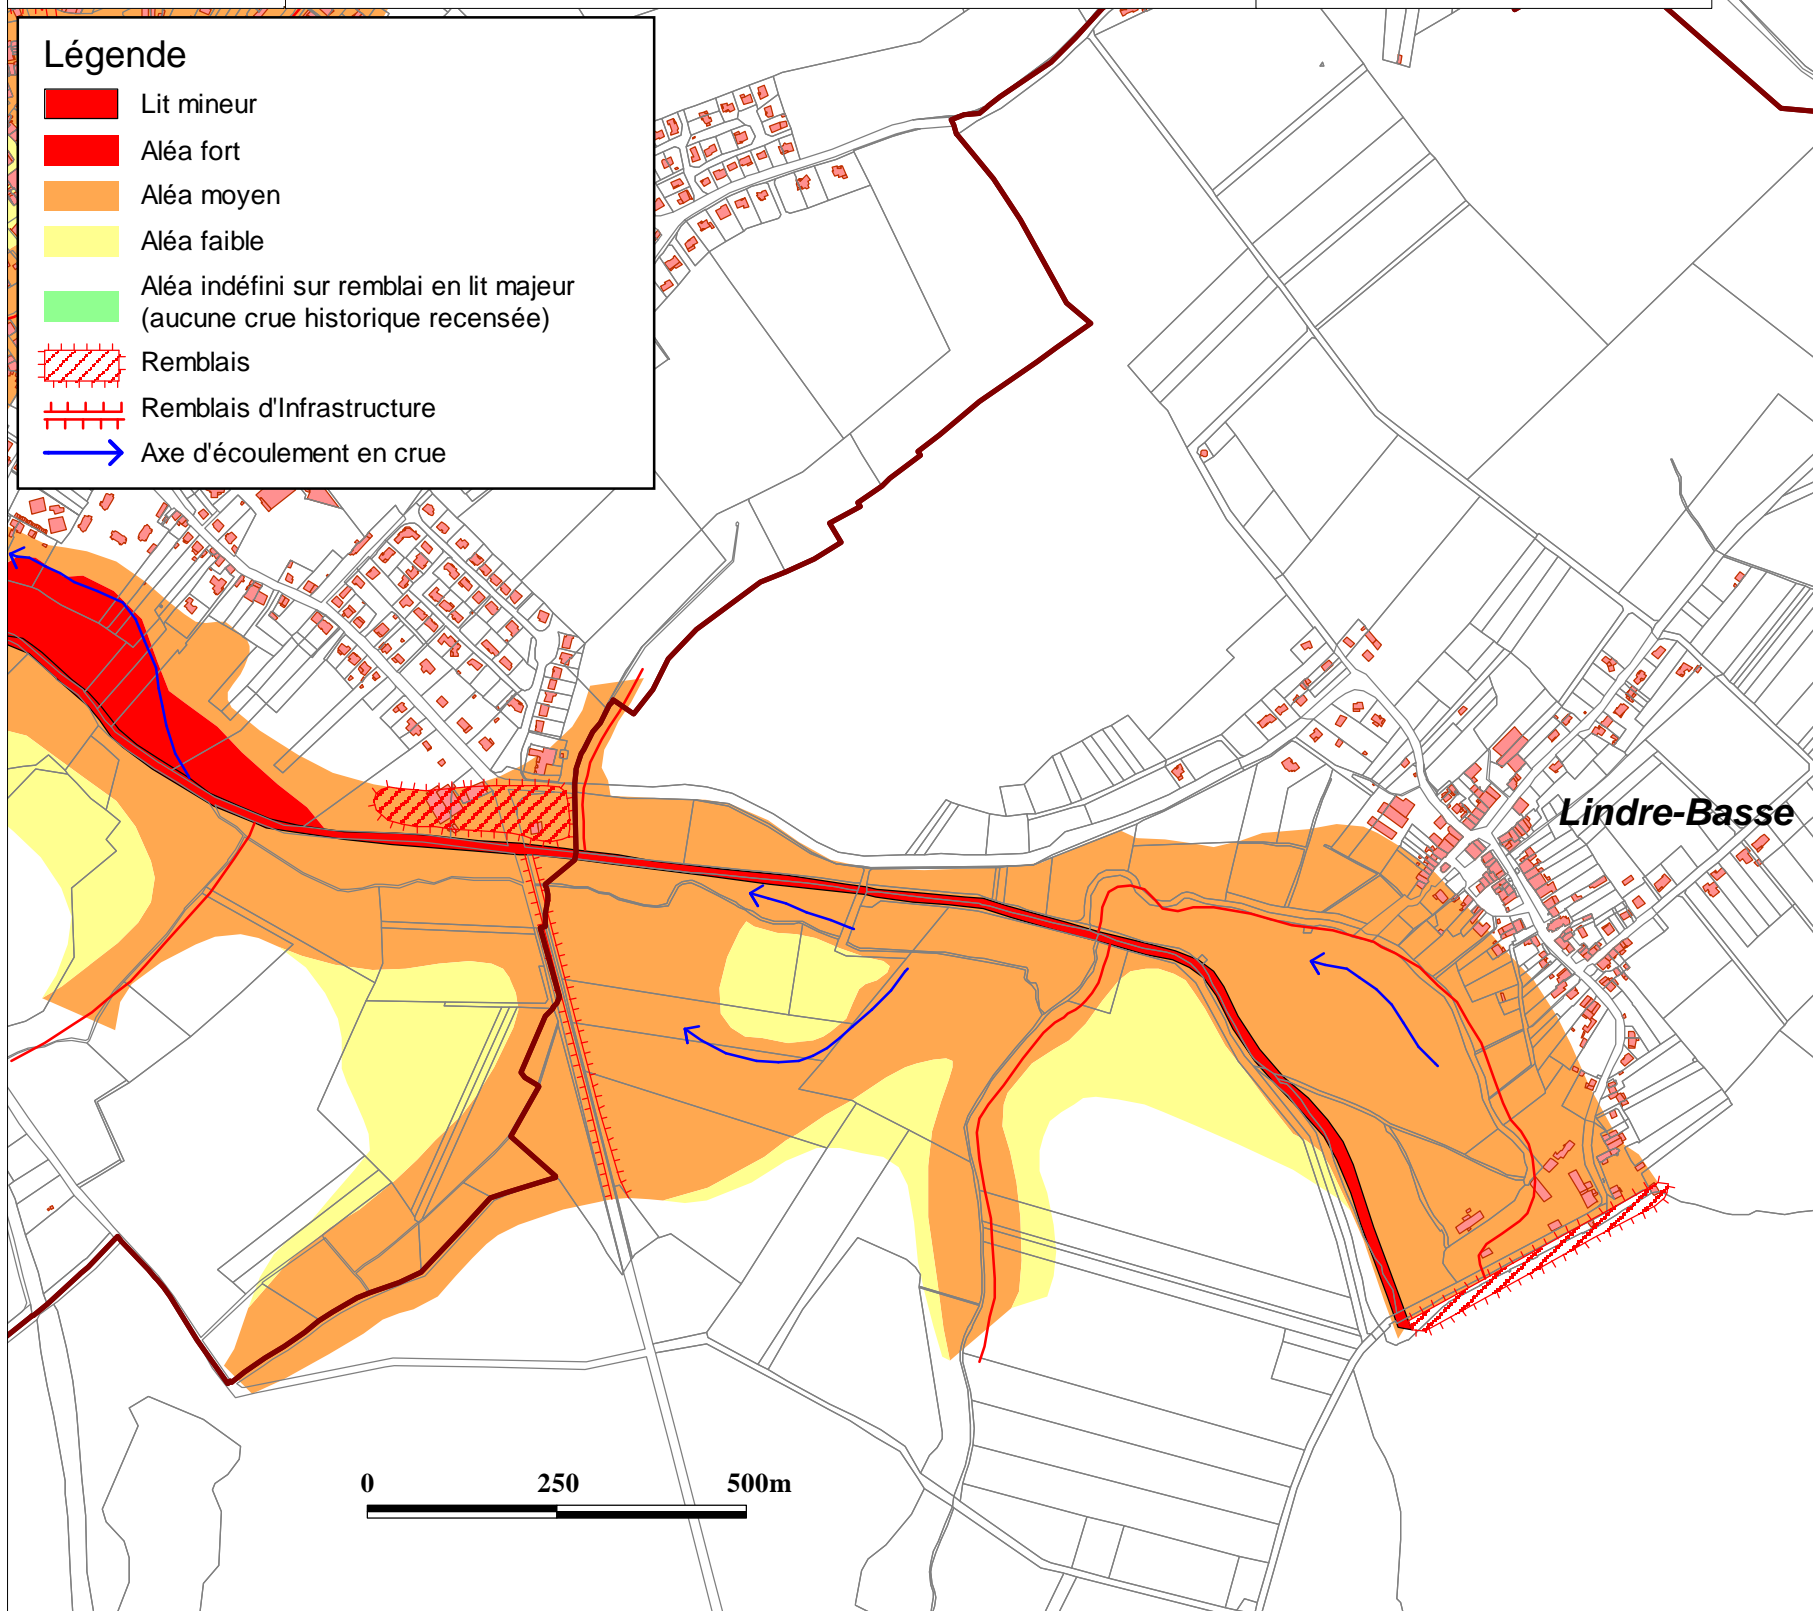 Légende
Lit mineur
Aléa fort
Aléa moyen
Aléa faible
Aléa indéfini sur remblai en lit majeur
(aucune crue historique recensée)
Remblais
Remblais d'Infrastructure
Axe d'écoulement en crue
Lindre-Basse
0 250 500m